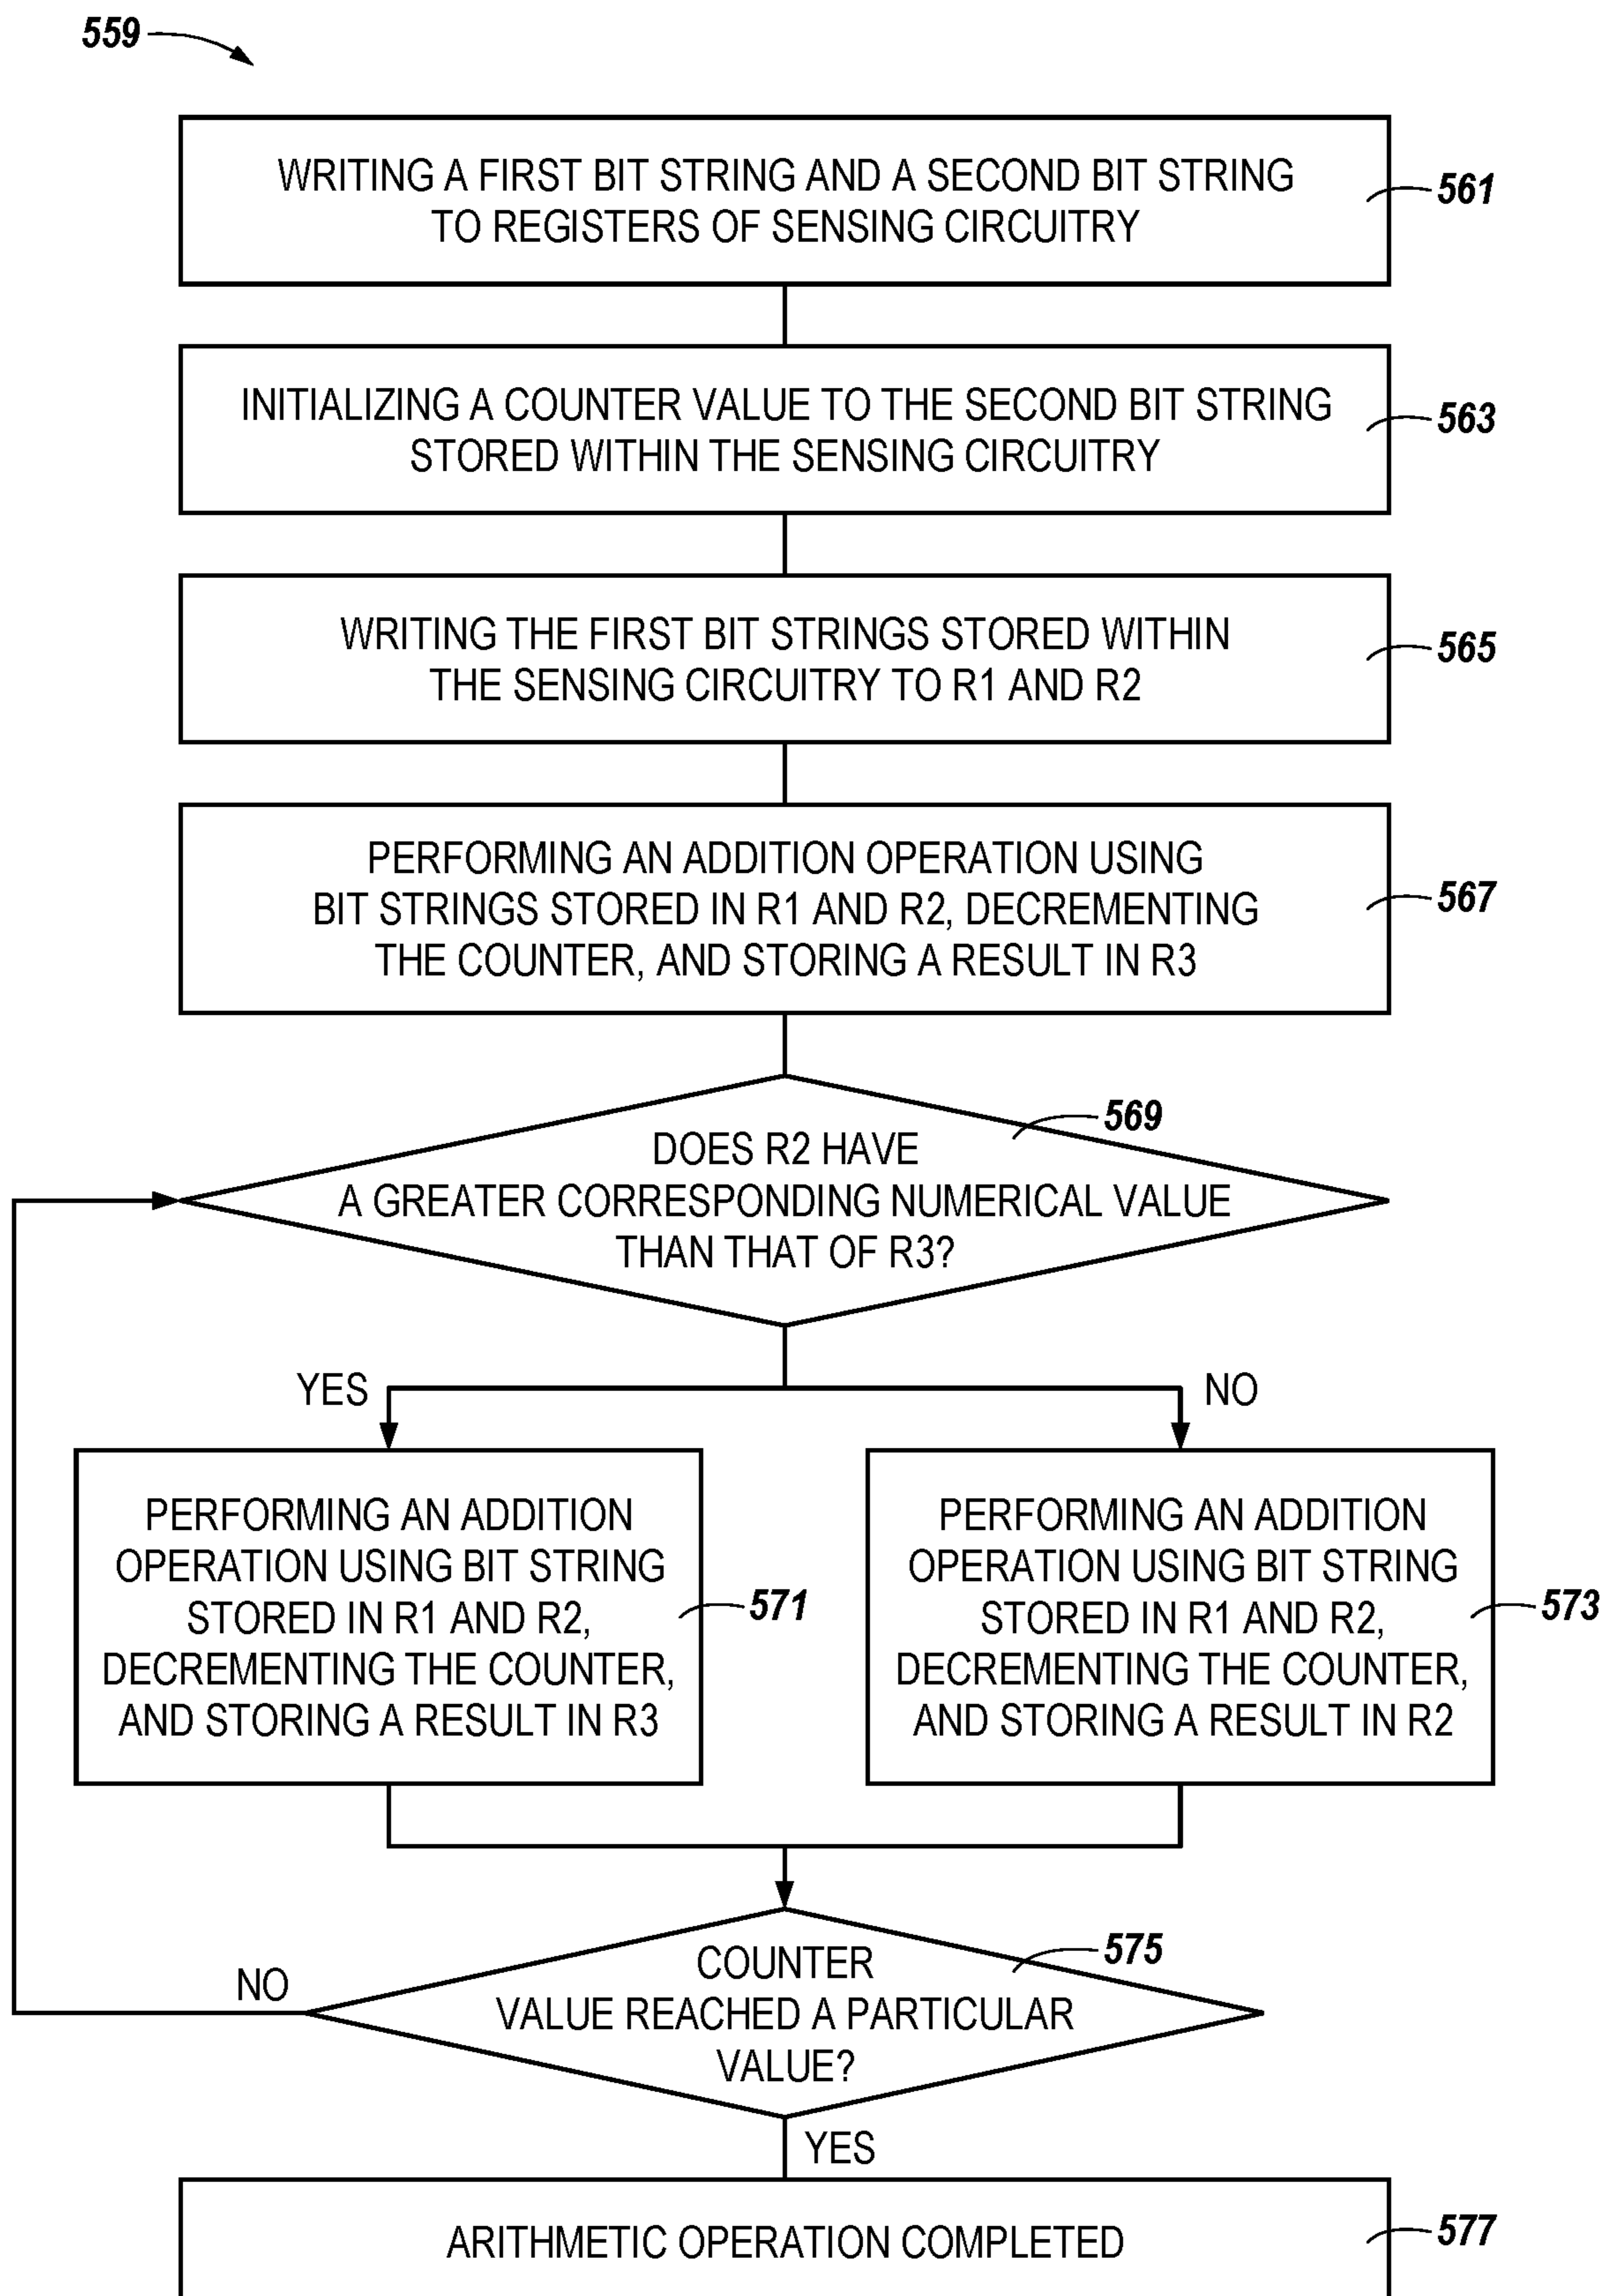 559
WRITING A FIRST BIT STRING AND A SECOND BIT STRING
TO REGISTERS OF SENSING CIRCUITRY
561
INITIALIZING A COUNTER VALUE TO THE SECOND BIT STRING
STORED WITHIN THE SENSING CIRCUITRY
563
WRITING THE FIRST BIT STRINGS STORED WITHIN
THE SENSING CIRCUITRY TO R1 AND R2
565
PERFORMING AN ADDITION OPERATION USING
BIT STRINGS STORED IN R1 AND R2, DECREMENTING
THE COUNTER, AND STORING A RESULT IN R3
567
569
DOES R2 HAVE
A GREATER CORRESPONDING NUMERICAL VALUE
THAN THAT OF R3?
YES
NO
PERFORMING AN ADDITION
OPERATION USING BIT STRING
STORED IN R1 AND R2,
DECREMENTING THE COUNTER,
AND STORING A RESULT IN R3
571
PERFORMING AN ADDITION
OPERATION USING BIT STRING
STORED IN R1 AND R2,
DECREMENTING THE COUNTER,
AND STORING A RESULT IN R2
573
575
COUNTER
VALUE REACHED A PARTICULAR
VALUE?
NO
YES
ARITHMETIC OPERATION COMPLETED
577